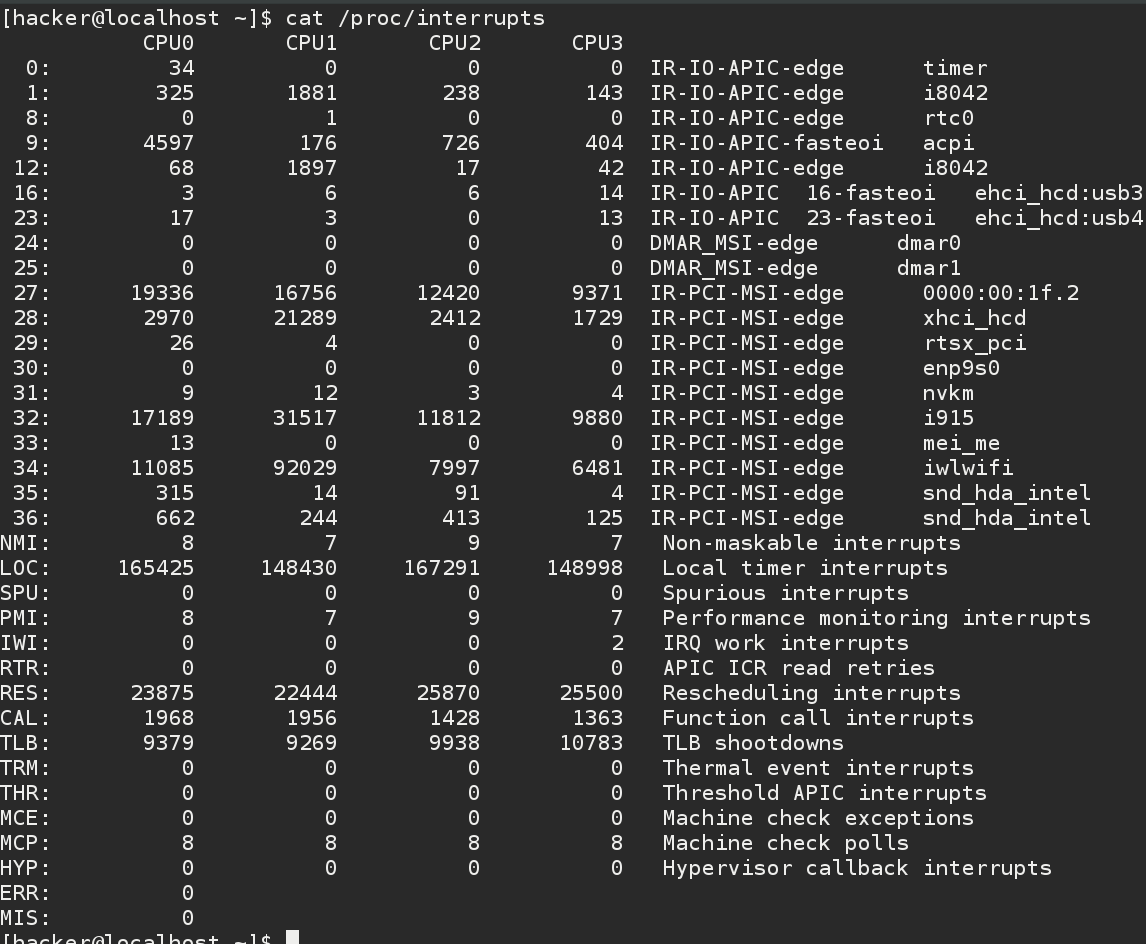 [hacker@localhost ~]$ cat /proc/interrupts
           CPU0       CPU1       CPU2       CPU3
  0:         34          0          0          0  IR-IO-APIC-edge      timer
  1:        325       1881        238        143  IR-IO-APIC-edge      i8042
  8:          0          1          0          0  IR-IO-APIC-edge      rtc0
  9:       4597        176        726        404  IR-IO-APIC-fasteoi   acpi
 12:         68       1897         17         42  IR-IO-APIC-edge      i8042
 16:          3          6          6         14  IR-IO-APIC  16-fasteoi   ehci_hcd:usb3
 23:         17          3          0         13  IR-IO-APIC  23-fasteoi   ehci_hcd:usb4
 24:          0          0          0          0  DMAR_MSI-edge      dmar0
 25:          0          0          0          0  DMAR_MSI-edge      dmar1
 27:      19336      16756      12420       9371  IR-PCI-MSI-edge      0000:00:1f.2
 28:       2970      21289       2412       1729  IR-PCI-MSI-edge      xhci_hcd
 29:         26          4          0          0  IR-PCI-MSI-edge      rtsx_pci
 30:          0          0          0          0  IR-PCI-MSI-edge      enp9s0
 31:          9         12          3          4  IR-PCI-MSI-edge      nvkm
 32:      17189      31517      11812       9880  IR-PCI-MSI-edge      i915
 33:         13          0          0          0  IR-PCI-MSI-edge      mei_me
 34:      11085      92029       7997       6481  IR-PCI-MSI-edge      iwlwifi
 35:        315         14         91          4  IR-PCI-MSI-edge      snd_hda_intel
 36:        662        244        413        125  IR-PCI-MSI-edge      snd_hda_intel
NMI:          8          7          9          7   Non-maskable interrupts
LOC:     165425     148430     167291     148998   Local timer interrupts
SPU:          0          0          0          0   Spurious interrupts
PMI:          8          7          9          7   Performance monitoring interrupts
IWI:          0          0          0          2   IRQ work interrupts
RTR:          0          0          0          0   APIC ICR read retries
RES:      23875      22444      25870      25500   Rescheduling interrupts
CAL:       1968       1956       1428       1363   Function call interrupts
TLB:       9379       9269       9938      10783   TLB shootdowns
TRM:          0          0          0          0   Thermal event interrupts
THR:          0          0          0          0   Threshold APIC interrupts
MCE:          0          0          0          0   Machine check exceptions
MCP:          8          8          8          8   Machine check polls
HYP:          0          0          0          0   Hypervisor callback interrupts
ERR:          0
MIS:          0
[hacker@localhost ~]$